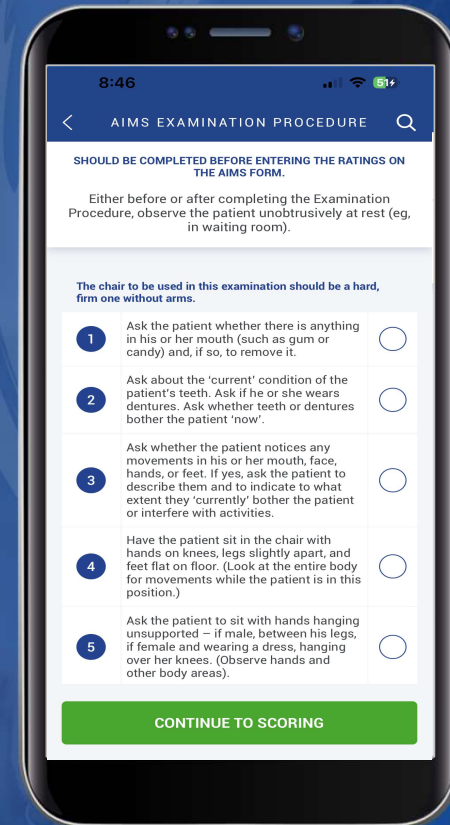 8:46
51
AIMS EXAMINATION PROCEDURE
SHOULD BE COMPLETED BEFORE ENTERING THE RATINGS ON
THE AIMS FORM.
Either before or after completing the Examination
Procedure, observe the patient unobtrusively at rest (eg,
in waiting room).
The chair to be used in this examination should be a hard,
firm one without arms.
1
Ask the patient whether there is anything
in his or her mouth (such as gum or
candy) and, if so, to remove it.
2
Ask about the ‘current’ condition of the
patient’s teeth. Ask if he or she wears
dentures. Ask whether teeth or dentures
bother the patient ‘now’.
3
Ask whether the patient notices any
movements in his or her mouth, face,
hands, or feet. If yes, ask the patient to
describe them and to indicate to what
extent they ‘currently’ bother the patient
or interfere with activities.
4
Have the patient sit in the chair with
hands on knees, legs slightly apart, and
feet flat on floor. (Look at the entire body
for movements while the patient is in this
position.)
5
Ask the patient to sit with hands hanging
unsupported – if male, between his legs,
if female and wearing a dress, hanging
over her knees. (Observe hands and
other body areas).
CONTINUE TO SCORING